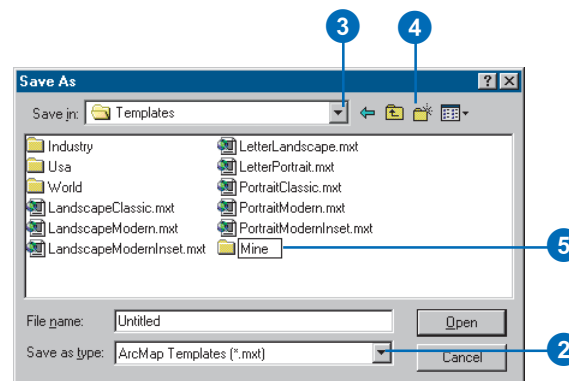 3 4
Save As
Save in: Templates
Industry LetterLandscape.mxt
Usa LetterPortrait.mxt
World PortraitClassic.mxt
LandscapeClassic.mxt PortraitModern.mxt
LandscapeModern.mxt PortraitModernInset.mxt
LandscapeModernInset.mxt Mine 5
File name: Untitled Open
Save as type: ArcMap Templates (*.mxt) Cancel 2